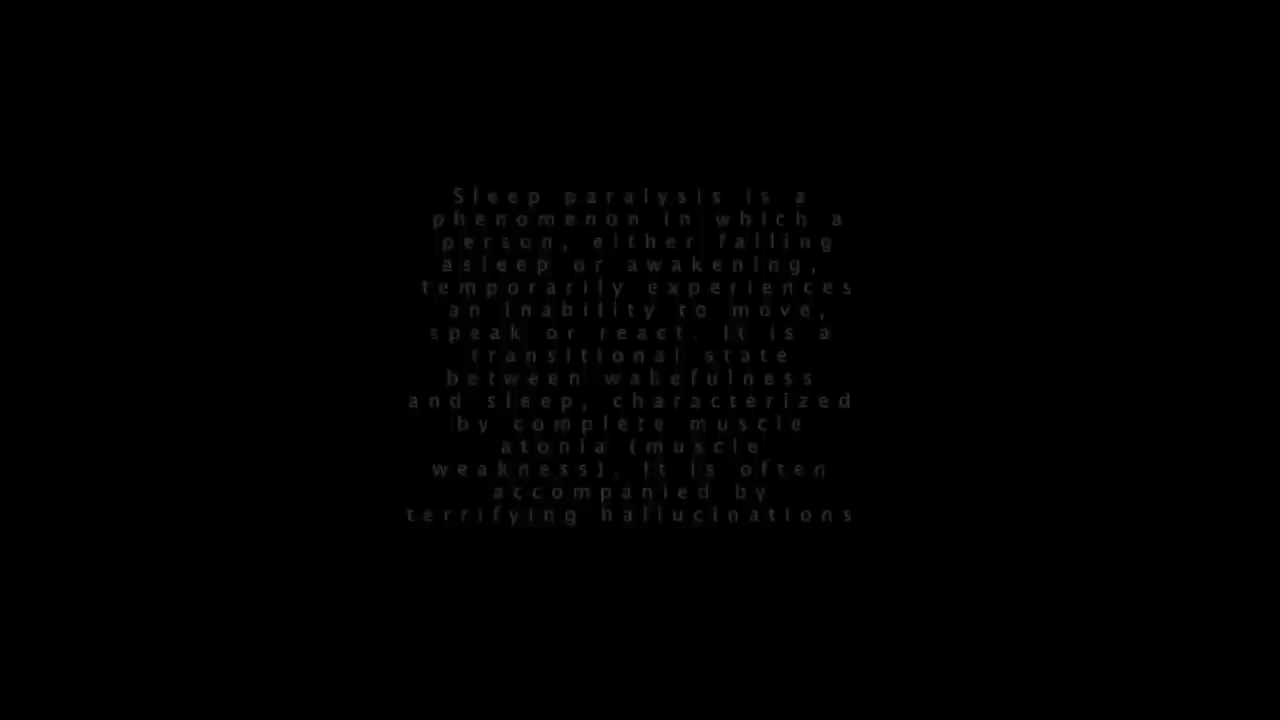 Sleep paralysis is a
phenomenon in which a
person, either falling
asleep or awakening,
temporarily experiences
an inability to move,
speak or react. It is a
transitional state
between wakefulness
and sleep, characterized
by complete muscle
atonia (muscle
weakness). It is often
accompanied by
terrifying hallucinations